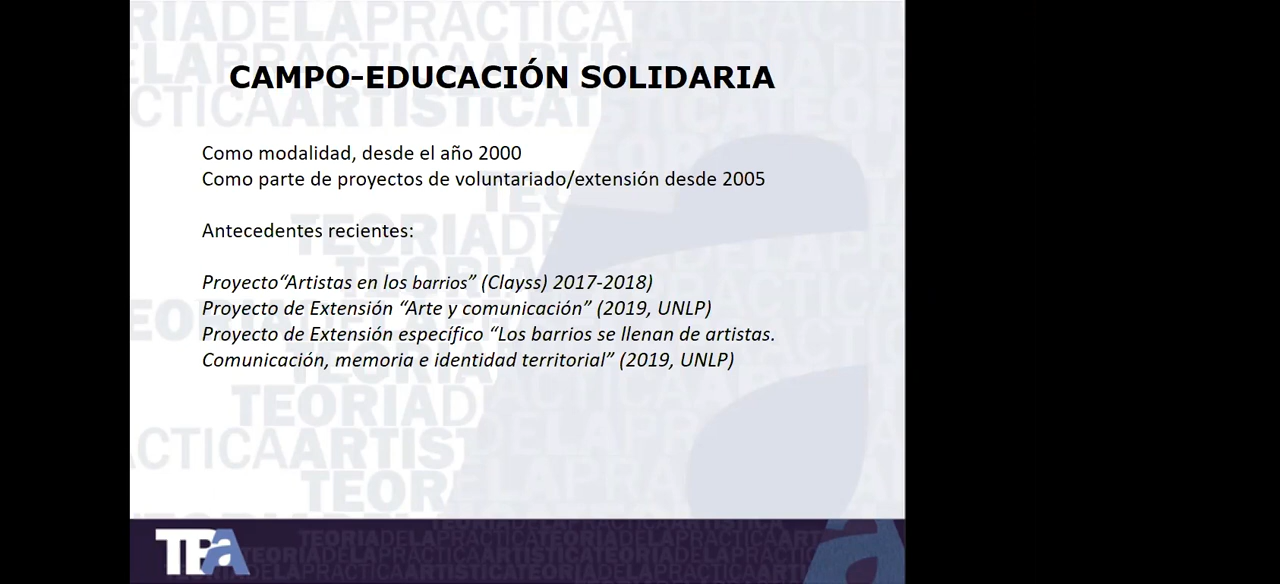 CAMPO-EDUCACIÓN SOLIDARIA
Como modalidad, desde el año 2000
Como parte de proyectos de voluntariado/extensión desde 2005
Antecedentes recientes:
Proyecto“Artistas en los barrios” (Clayss) 2017-2018)
Proyecto de Extensión “Arte y comunicación” (2019, UNLP)
Proyecto de Extensión específico “Los barrios se llenan de artistas.
Comunicación, memoria e identidad territorial” (2019, UNLP)
TPa